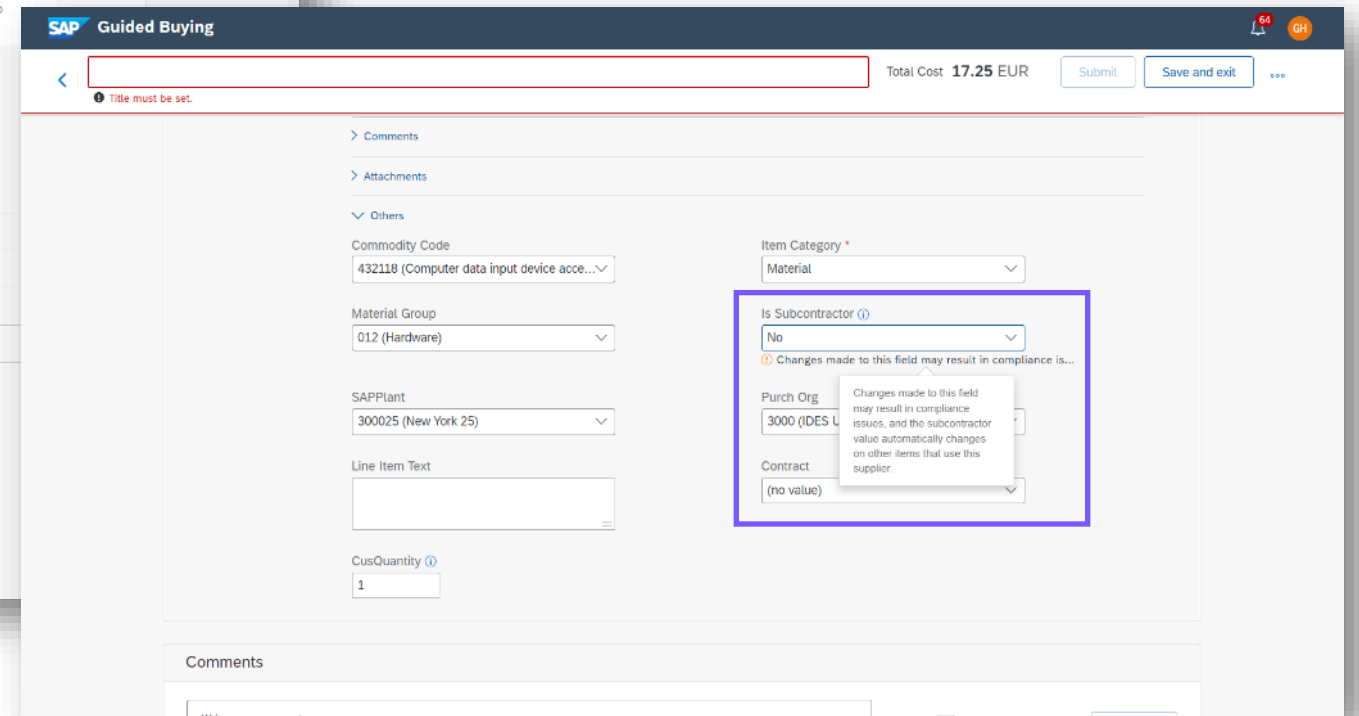 SAP Guided Buying
64
GH
Total Cost 17.25 EUR
Submit
Save and exit
Title must be set.
Comments
Attachments
Others
Commodity Code
Item Category *
432118 (Computer data input device acce...
Material
Material Group
Is Subcontractor
012 (Hardware)
No
Changes made to this field may result in compliance is...
SAPPlant
Purch Org
300025 (New York 25)
3000 (IDES U
Changes made to this field
may result in compliance
issues, and the subcontractor
value automatically changes
on other items that use this
supplier.
Line Item Text
Contract
(no value)
CusQuantity
1
Comments